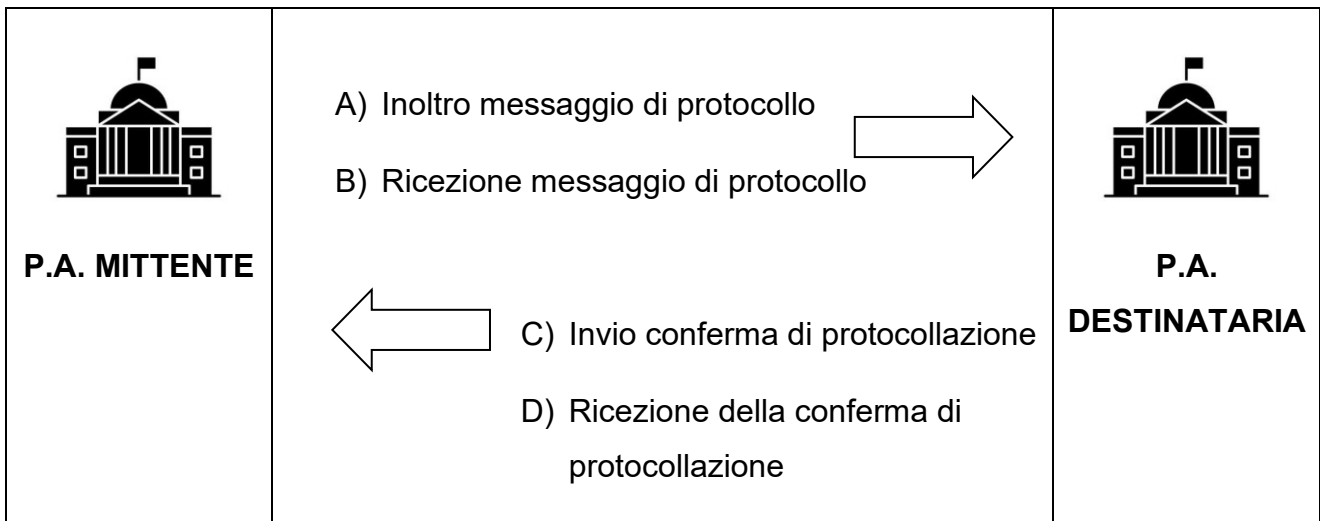 P.A. MITTENTE
A) Inoltro messaggio di protocollo
B) Ricezione messaggio di protocollo
C) Invio conferma di protocollazione
D) Ricezione della conferma di
protocollazione
P.A.
DESTINATARIA